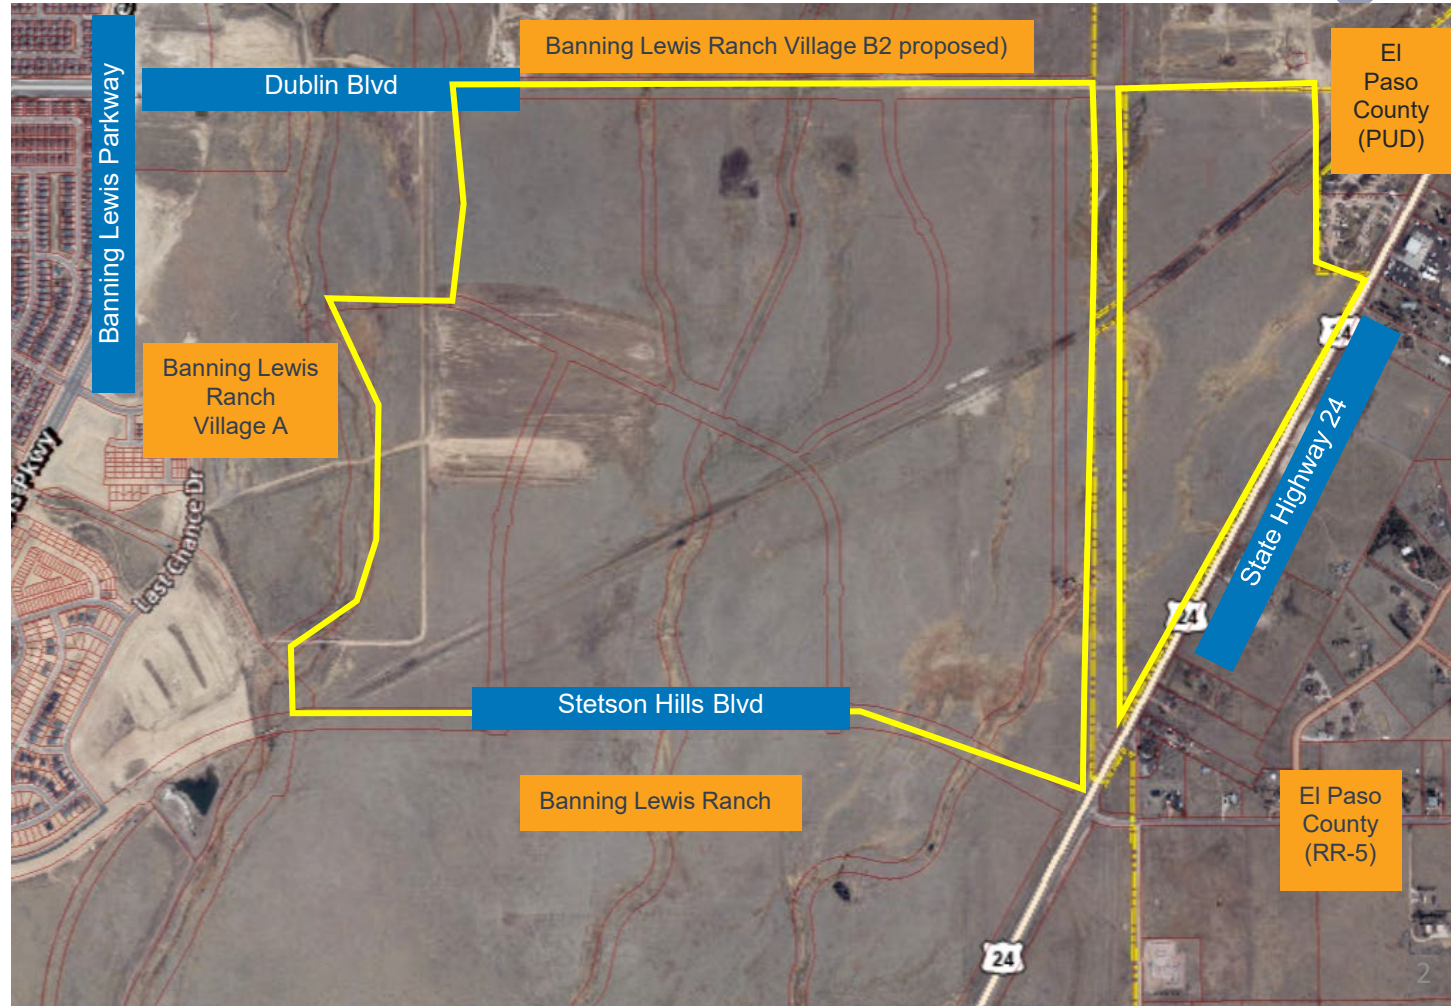 Banning Lewis Ranch Village B2 proposed)
El
Paso
County
(PUD)
Dublin Blvd
Banning Lewis Parkway
Banning Lewis
Ranch
Village A
State Highway 24
Pkwy
Last Chance Dr
24
Stetson Hills Blvd
Banning Lewis Ranch
El Paso
County
(RR-5)
24
2